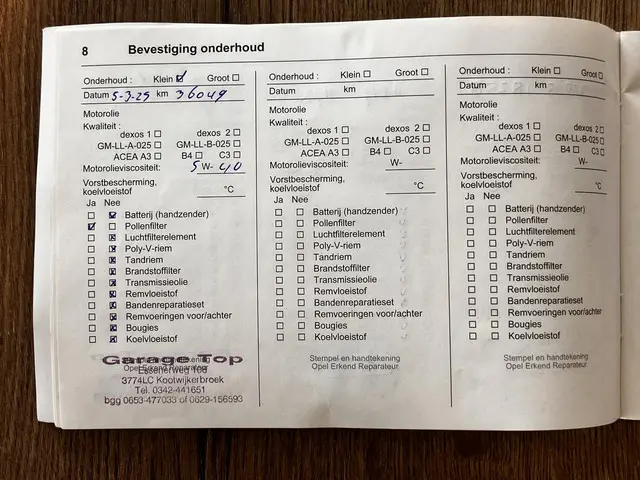 8 Bevestiging onderhoud
Onderhoud : Klein Groot
Datum 5-3-25 km 36049
Motorolie
Kwaliteit :
dexos 1 dexos 2
GM-LL-A-025 GM-LL-B-025
ACEA A3 B4 C3
Motorolieviscositeit: 5 W- 40
Vorstbescherming,
koelvloeistof °C
Ja Nee
Batterij (handzender)
Pollenfilter
Luchtfilterelement
Poly-V-riem
Tandriem
Brandstoffilter
Transmissieolie
Remvloeistof
Bandenreparatieset
Remvoeringen voor/achter
Bougies
Koelvloeistof
Garage Top
Opel Erkend Reparateur
3774LC Kootwijkerbroek
Tel. 0342-441651
bgg 0653-477033 of 0629-156593
Onderhoud : Klein Groot
Datum km
Motorolie
Kwaliteit :
dexos 1 dexos 2
GM-LL-A-025 GM-LL-B-025
ACEA A3 B4 C3
Motorolieviscositeit: W-
Vorstbescherming,
koelvloeistof °C
Ja Nee
Batterij (handzender)
Pollenfilter
Luchtfilterelement
Poly-V-riem
Tandriem
Brandstoffilter
Transmissieolie
Remvloeistof
Bandenreparatieset
Remvoeringen voor/achter
Bougies
Koelvloeistof
Stempel en handtekening
Opel Erkend Reparateur
Onderhoud : Klein Groot
Datum km
Motorolie
Kwaliteit :
dexos 1 dexos 2
GM-LL-A-025 GM-LL-B-025
ACEA A3 B4 C3
Motorolieviscositeit: W-
Vorstbescherming,
koelvloeistof °C
Ja Nee
Batterij (handzender)
Pollenfilter
Luchtfilterelement
Poly-V-riem
Tandriem
Brandstoffilter
Transmissieolie
Remvloeistof
Bandenreparatieset
Remvoeringen voor/achter
Bougies
Koelvloeistof
Stempel en handtekening
Opel Erkend Reparateur